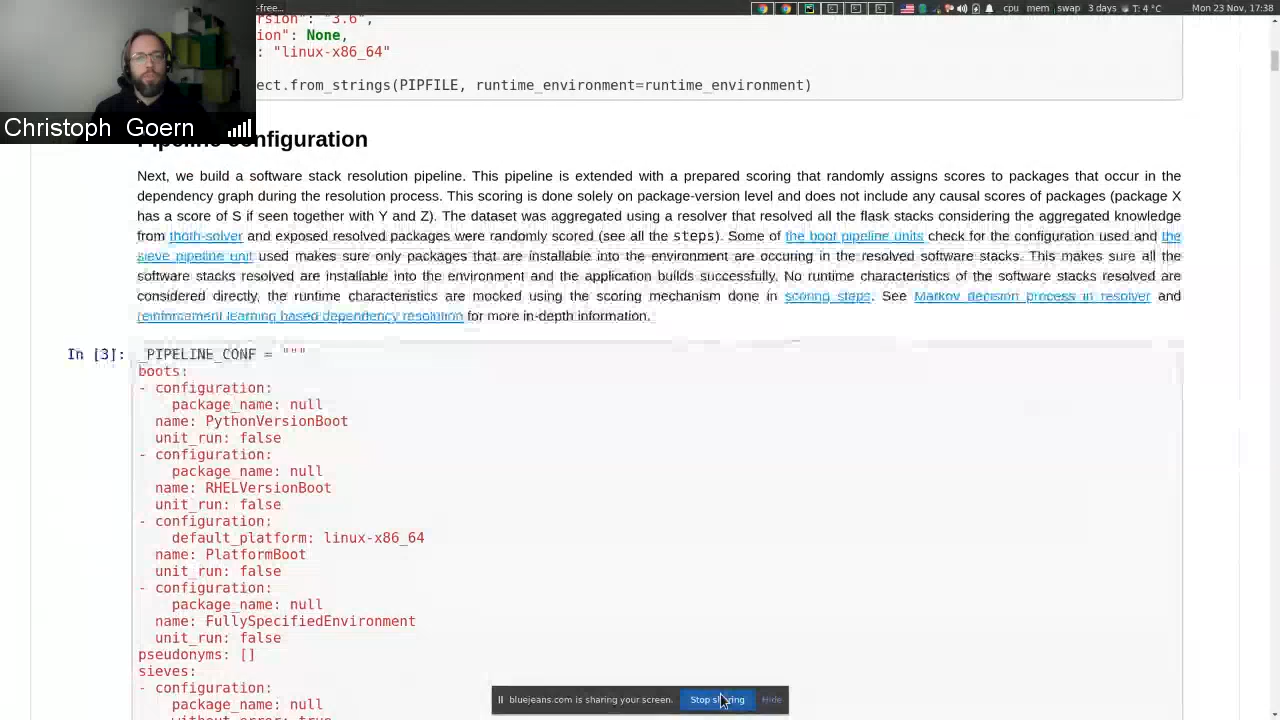 -free...
cpu mem swap 3 days T: 4 °C Mon 23 Nov, 17:38
rsion": "3.6",
ion": None,
: "linux-x86_64"
ect.from_strings(PIPFILE, runtime_environment=runtime_environment)
Christoph Goern
Pipeline configuration
Next, we build a software stack resolution pipeline. This pipeline is extended with a prepared scoring that randomly assigns scores to packages that occur in the
dependency graph during the resolution process. This scoring is done solely on package-version level and does not include any causal scores of packages (package X
has a score of S if seen together with Y and Z). The dataset was aggregated using a resolver that resolved all the flask stacks considering the aggregated knowledge
from thoth-solver and exposed resolved packages were randomly scored (see all the steps). Some of the boot pipeline units check for the configuration used and the
sieve pipeline unit used makes sure only packages that are installable into the environment are occuring in the resolved software stacks. This makes sure all the
software stacks resolved are installable into the environment and the application builds successfully. No runtime characteristics of the software stacks resolved are
considered directly, the runtime characteristics are mocked using the scoring mechanism done in scoring steps. See Markov decision process in resolver and
reinforcement learning based dependency resolution for more in-depth information.
In [3]: _PIPELINE_CONF = """
boots:
- configuration:
package_name: null
name: PythonVersionBoot
unit_run: false
- configuration:
package_name: null
name: RHELVersionBoot
unit_run: false
- configuration:
default_platform: linux-x86_64
name: PlatformBoot
unit_run: false
- configuration:
package_name: null
name: FullySpecifiedEnvironment
unit_run: false
pseudonyms: []
sieves:
- configuration:
package_name: null
without_error: true
bluejeans.com is sharing your screen. Stop sharing Hide